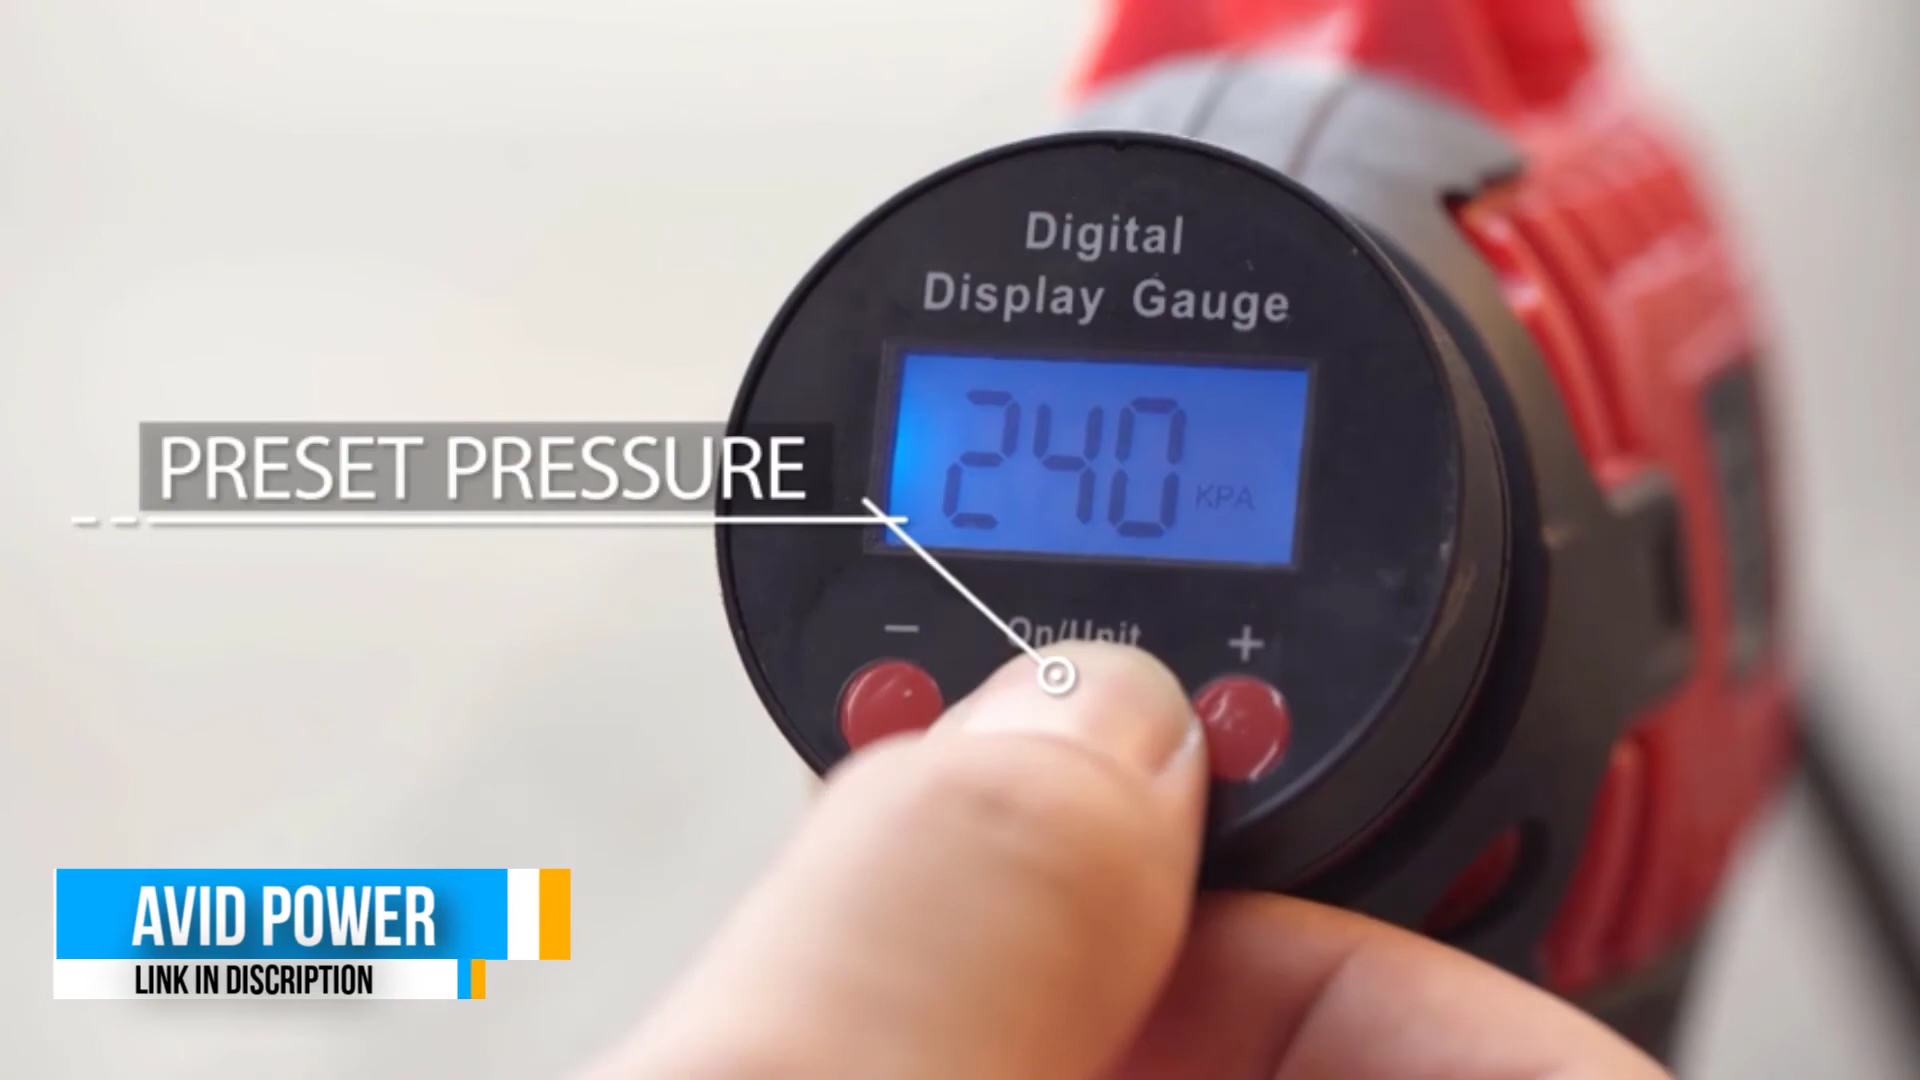 Digital
Display Gauge
240 KPA
PRESET PRESSURE
− On/Unit +
AVID POWER
LINK IN DISCRIPTION